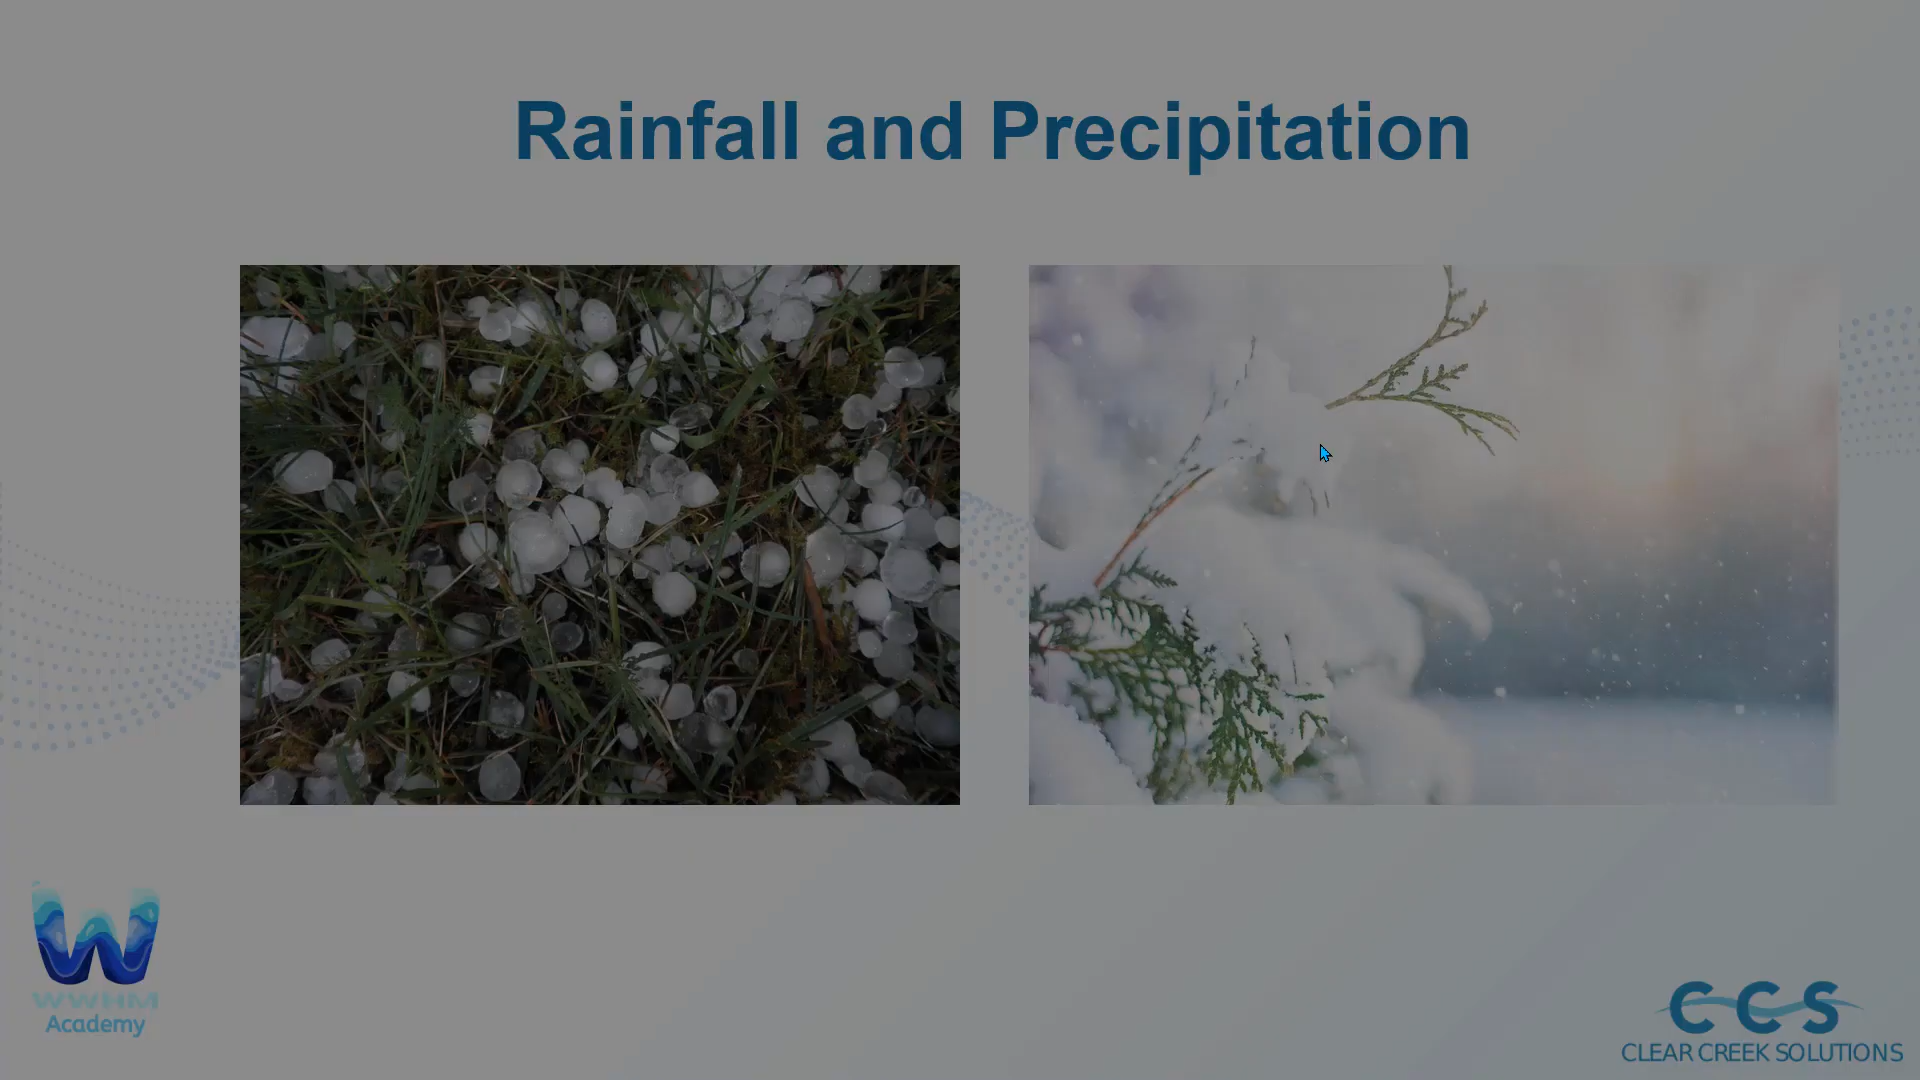 Rainfall and Precipitation
WWHM
Academy
CCS
CLEAR CREEK SOLUTIONS